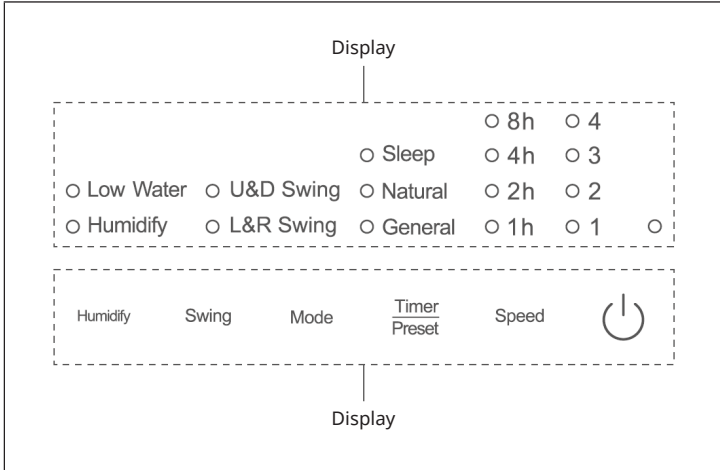 Display
8h 4
Sleep 4h 3
Low Water U&D Swing Natural 2h 2
Humidify L&R Swing General 1h 1
Humidify Swing Mode Timer Speed
Preset
Display